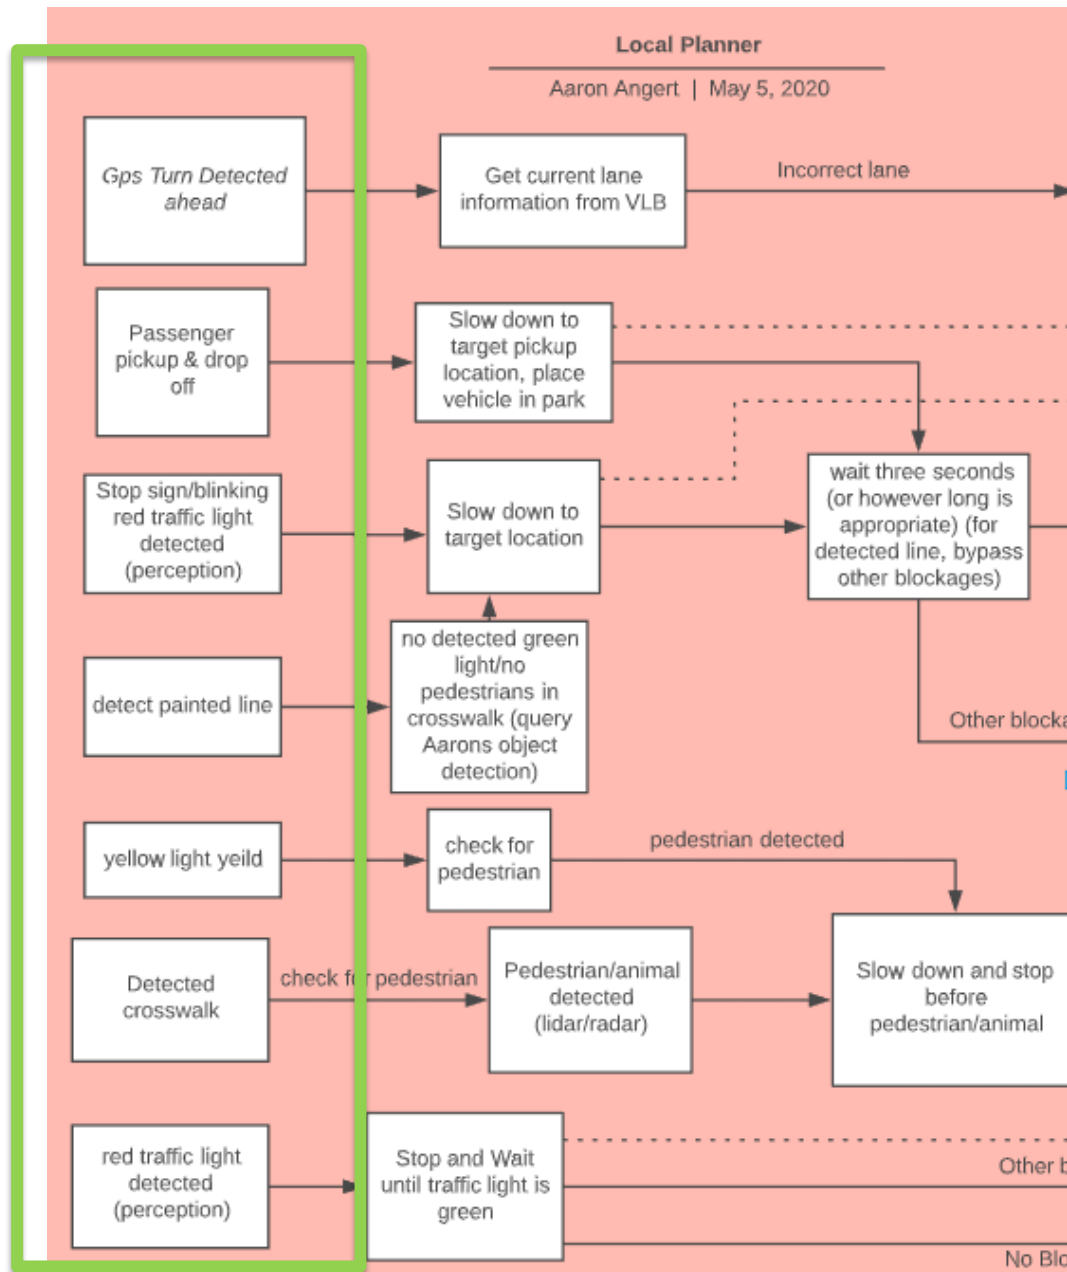 Local Planner
Aaron Angert | May 5, 2020
Gps Turn Detected
ahead
Get current lane
information from VLB
Incorrect lane
Passenger
pickup & drop
off
Slow down to
target pickup
location, place
vehicle in park
Stop sign/blinking
red traffic light
detected
(perception)
Slow down to
target location
wait three seconds
(or however long is
appropriate) (for
detected line, bypass
other blockages)
detect painted line
no detected green
light/no
pedestrians in
crosswalk (query
Aarons object
detection)
Other
yellow light yeild
check for
pedestrian
pedestrian detected
Detected
crosswalk
check for pedestrian
Pedestrian/animal
detected
(lidar/radar)
Slow down and stop
before
pedestrian/animal
red traffic light
detected
(perception)
Stop and Wait
until traffic light is
green
Other
No